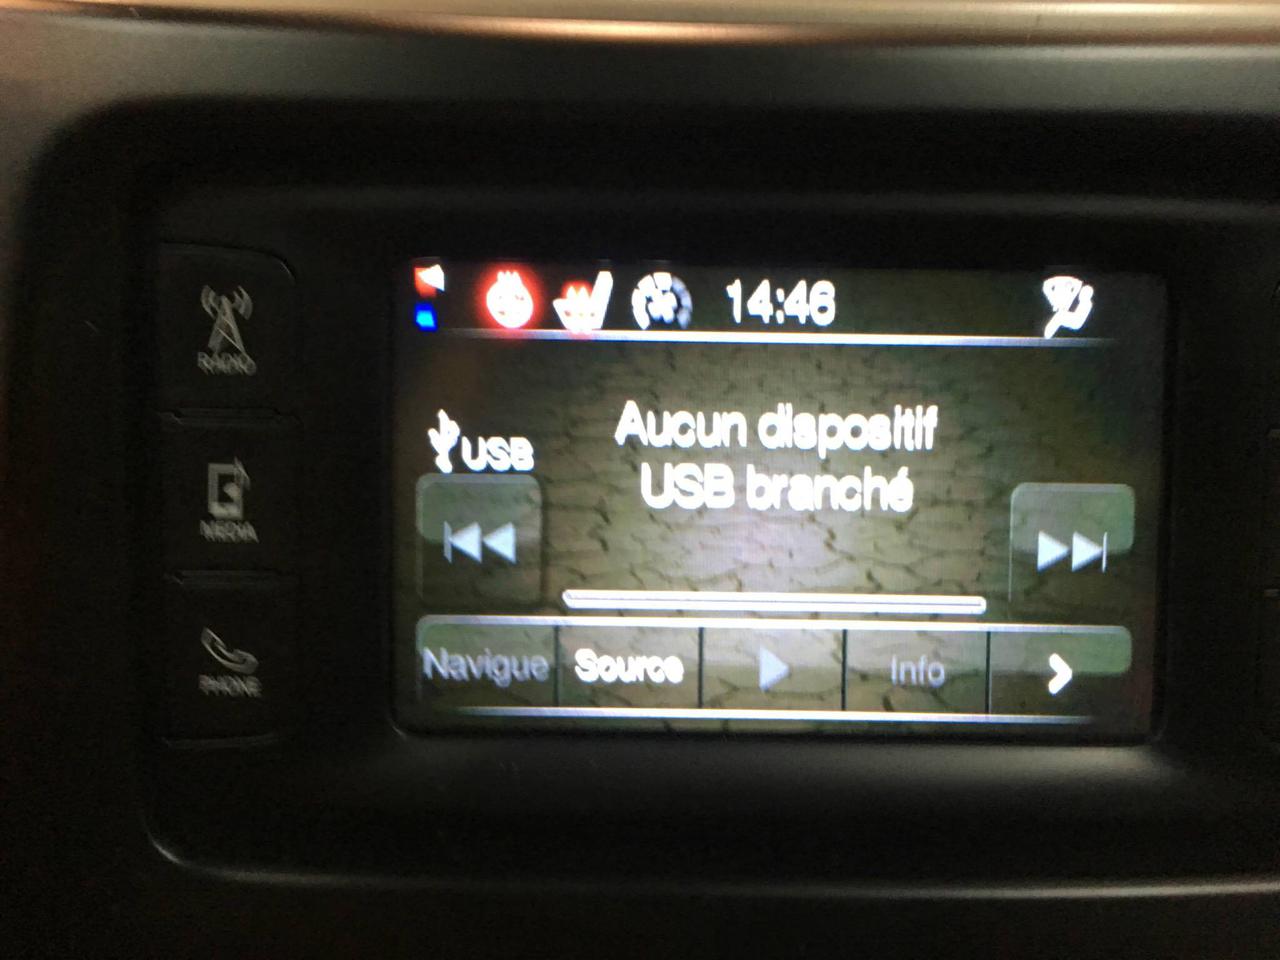 14:46
RADIO
USB
Aucun dispositif
USB branché
MEDIA
PHONE
Navigue
Source
Info